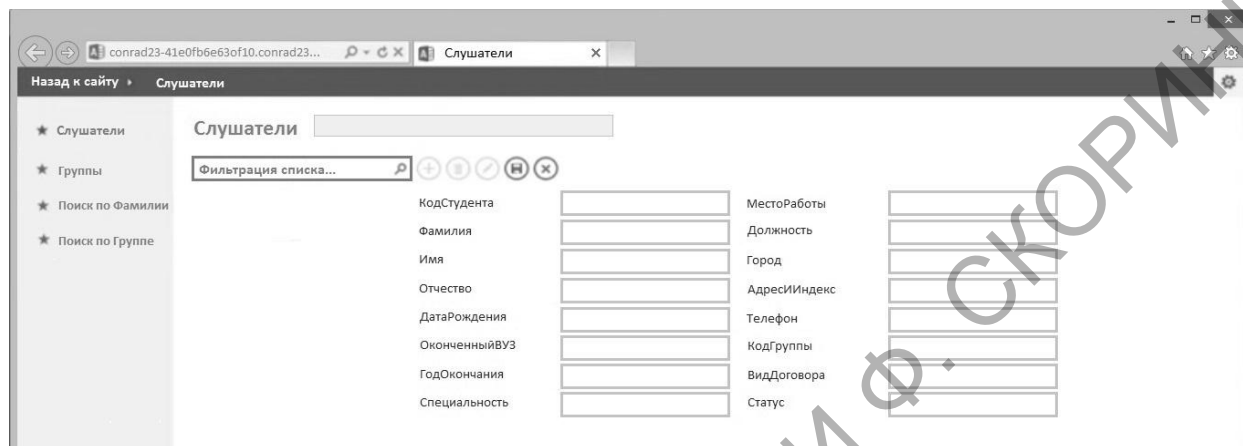 conrad23-41e0fb6e63of10.conrad23... Слушатели
Назад к сайту Слушатели
Слушатели
Группы
Поиск по Фамилии
Поиск по Группе
Слушатели
Фильтрация списка...
КодСтудента
Фамилия
Имя
Отчество
ДатаРождения
ОконченныйВУЗ
ГодОкончания
Специальность
МестоРаботы
Должность
Город
АдресИИндекс
Телефон
КодГруппы
ВидДоговора
Статус
И Ф. СКОРИН